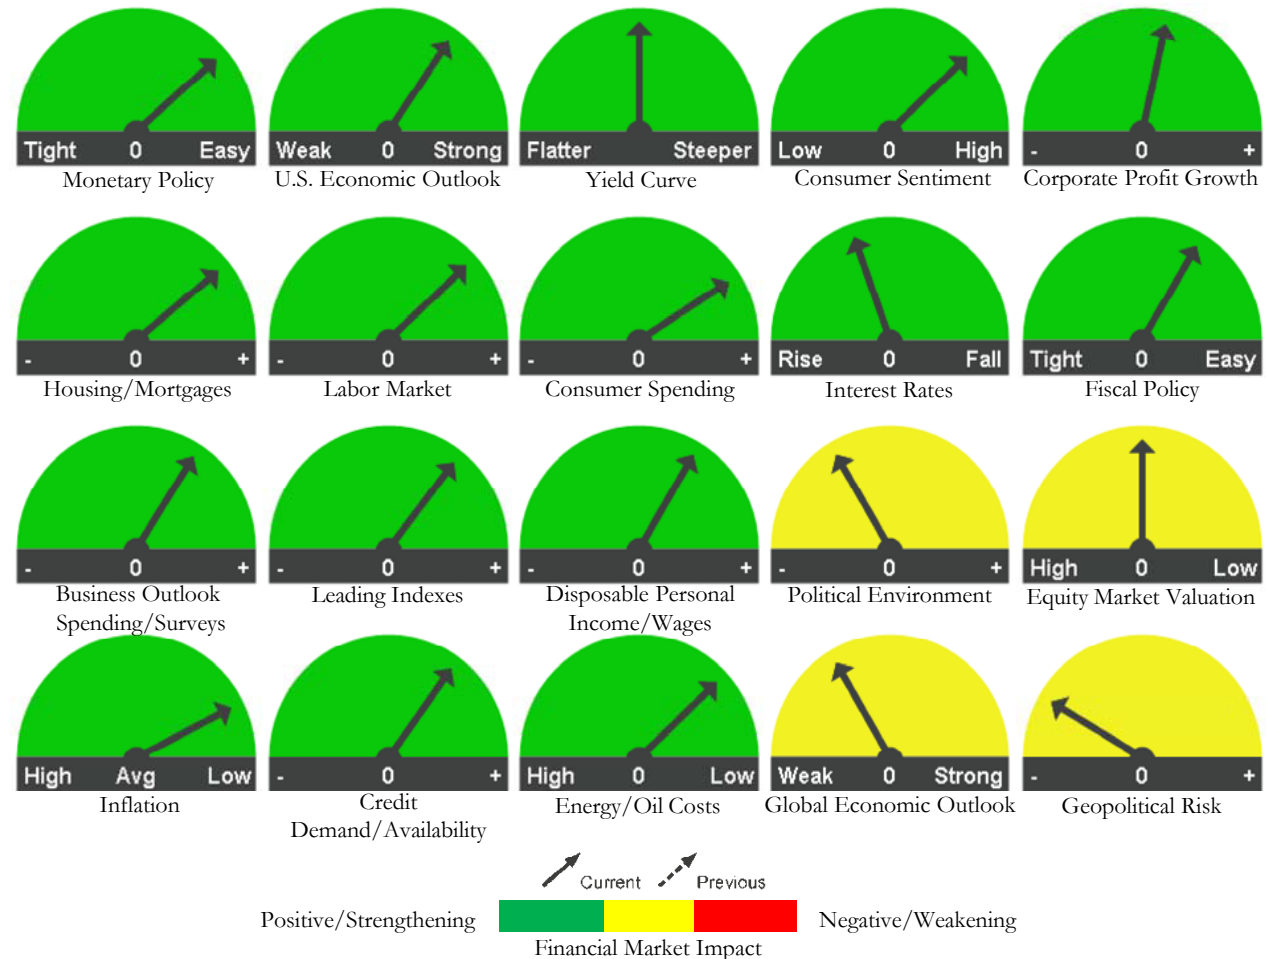 Tight 0 Easy
Monetary Policy
Weak 0 Strong
U.S. Economic Outlook
Flatter Steeper
Yield Curve
Low 0 High
Consumer Sentiment
- 0 +
Corporate Profit Growth
- 0 +
Housing/Mortgages
- 0 +
Labor Market
- 0 +
Consumer Spending
Rise 0 Fall
Interest Rates
Tight 0 Easy
Fiscal Policy
- 0 +
Business Outlook
Spending/Surveys
- 0 +
Leading Indexes
- 0 +
Disposable Personal
Income/Wages
- 0 +
Political Environment
High 0 Low
Equity Market Valuation
High Avg Low
Inflation
- 0 +
Credit
Demand/Availability
High 0 Low
Energy/Oil Costs
Weak 0 Strong
Global Economic Outlook
- 0 +
Geopolitical Risk
Current Previous
Positive/Strengthening Negative/Weakening
Financial Market Impact